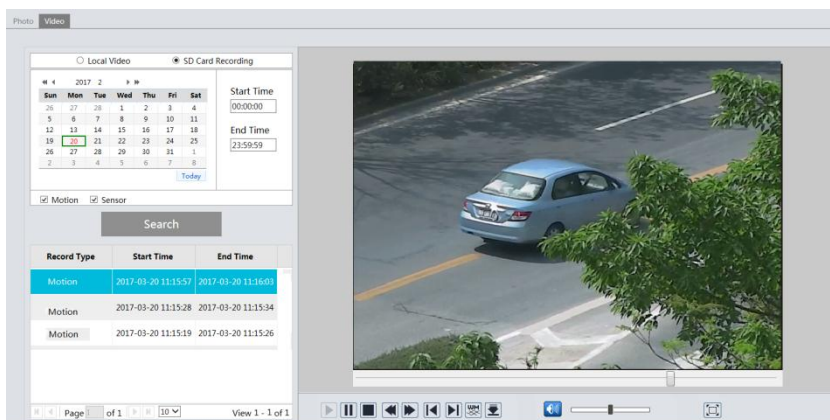 Photo Video
Local Video SD Card Recording
2017 2
Sun Mon Tue Wed Thu Fri Sat
26 27 28 1 2 3 4
5 6 7 8 9 10 11
12 13 14 15 16 17 18
19 20 21 22 23 24 25
26 27 28 29 30 31 1
2 3 4 5 6 7 8
Today
Start Time
00:00:00
End Time
23:59:59
Motion Sensor
Search
Record Type Start Time End Time
Motion 2017-03-20 11:15:57 2017-03-20 11:16:03
Motion 2017-03-20 11:15:28 2017-03-20 11:15:34
Motion 2017-03-20 11:15:19 2017-03-20 11:15:26
Page 1 of 1 10 View 1 - 1 of 1
WM